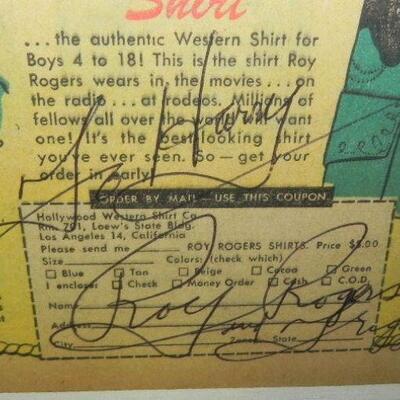 Shirt
...the authentic Western Shirt for
Boys 4 to 18! This is the shirt Roy
Rogers wears in the movies... on
the radio... at rodeos. Millions of
fellows all over the world want
one! It's the best-looking shirt
you've ever seen. So—get your
order in early!
To Harvey
ORDER BY MAIL—USE THIS COUPON
Hollywood Western Shirt Co.
Rm. 701, Loew's State Bldg.
Los Angeles 14, California
Please send me ROY ROGERS SHIRTS. Price $5.00
Size Colors: (check which)
Blue Tan Beige Cocoa Green
I enclose: Check Money Order Cash C.O.D.
Name
Roy Rogers
Address
City Zone State